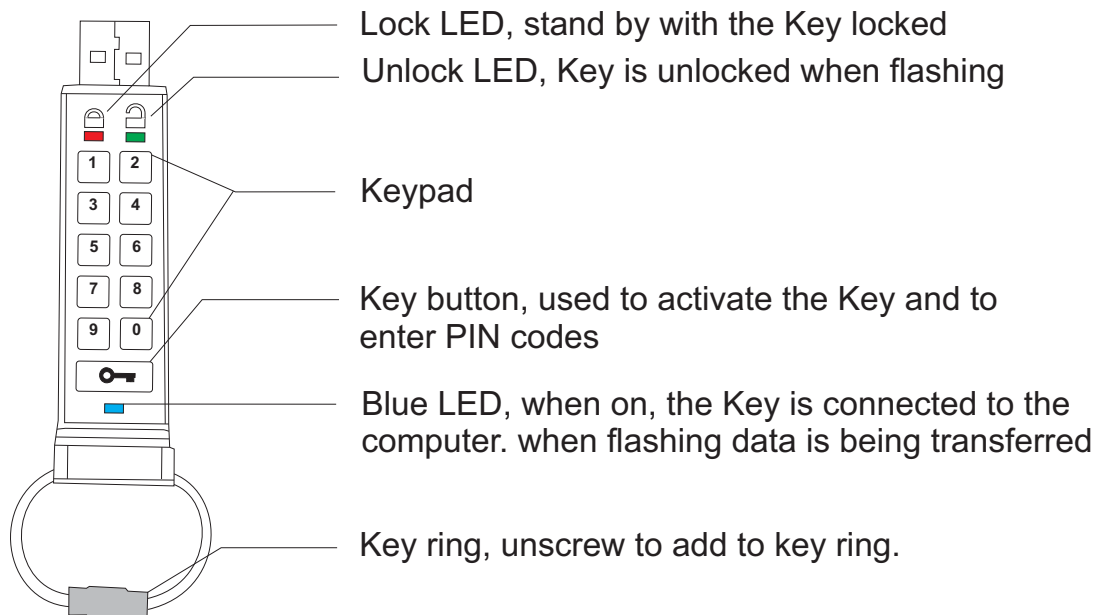 Lock LED, stand by with the Key locked
Unlock LED, Key is unlocked when flashing
1 2
Keypad
3 4
5 6
7 8
Key button, used to activate the Key and to
enter PIN codes
9 0
Blue LED, when on, the Key is connected to the
computer. when flashing data is being transferred
Key ring, unscrew to add to key ring.